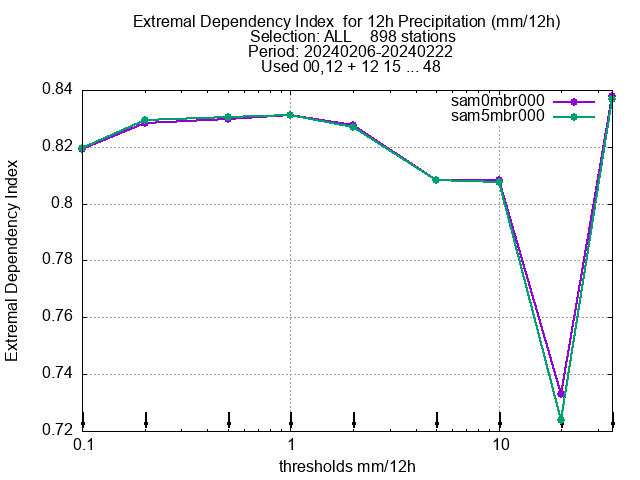 Extremal Dependency Index  for 12h Precipitation (mm/12h)
Selection: ALL    898 stations
Period: 20240206-20240222
Used 00,12 + 12 15 ... 48
sam0mbr000
sam5mbr000
0.84
0.82
0.8
0.78
0.76
0.74
0.72
Extremal Dependency Index
0.1
1
10
thresholds mm/12h